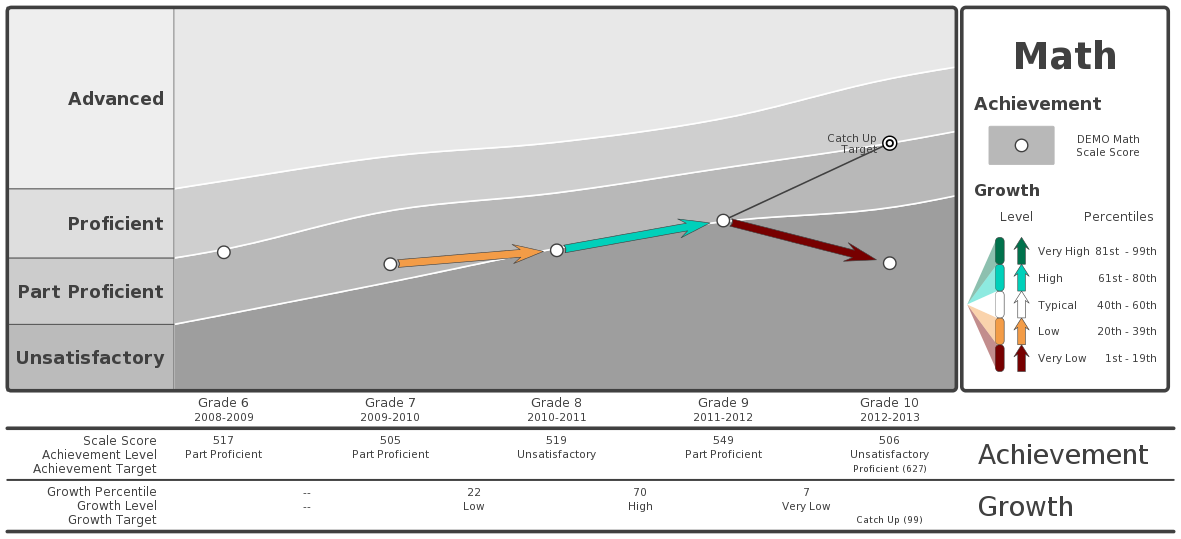 Advanced
Proficient
Part Proficient
Unsatisfactory
Catch Up
Target
Math
Achievement
DEMO Math
Scale Score
Growth
Level Percentiles
Very High 81st - 99th
High 61st - 80th
Typical 40th - 60th
Low 20th - 39th
Very Low 1st - 19th
Grade 6 Grade 7 Grade 8 Grade 9 Grade 10
2008-2009 2009-2010 2010-2011 2011-2012 2012-2013
Scale Score 517 505 519 549 506
Achievement Level Part Proficient Part Proficient Unsatisfactory Part Proficient Unsatisfactory
Achievement Target Proficient (627)
Achievement
Growth Percentile -- 22 70 7
Growth Level -- Low High Very Low
Growth Target Catch Up (99)
Growth